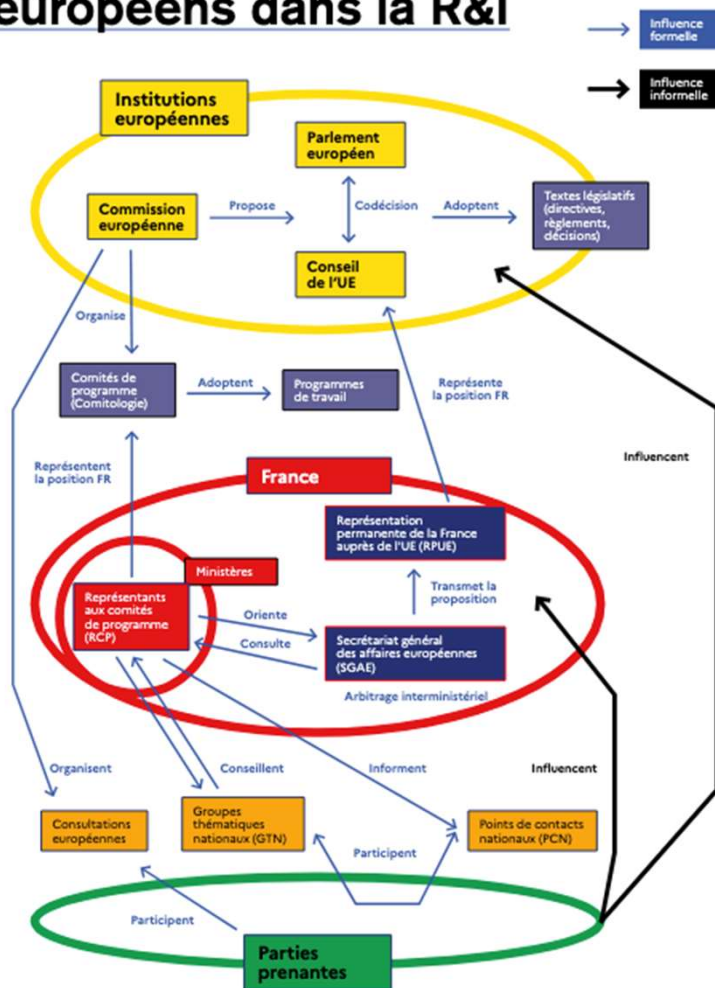 européens dans la R&I
Influence
formelle
Influence
informelle
Institutions
européennes
Parlement
européen
Commission
européenne
Propose
Codécision
Adoptent
Textes législatifs
(directives,
règlements,
décisions)
Conseil
de l'UE
Organise
Comités de
programme
(Comitologie)
Adoptent
Programmes
de travail
Représente
la position FR
Représentent
la position FR
Influencent
France
Représentation
permanente de la France
auprès de l'UE (RPUE)
Ministères
Représentants
aux comités
de programme
(RCP)
Oriente
Consulte
Transmet la
proposition
Secrétariat général
des affaires européennes
(SGAE)
Arbitrage interministériel
Organisent
Conseillent
Informent
Influencent
Consultations
européennes
Groupes
thématiques
nationaux (GTN)
Points de contacts
nationaux (PCN)
Participent
Participent
Parties
prenantes